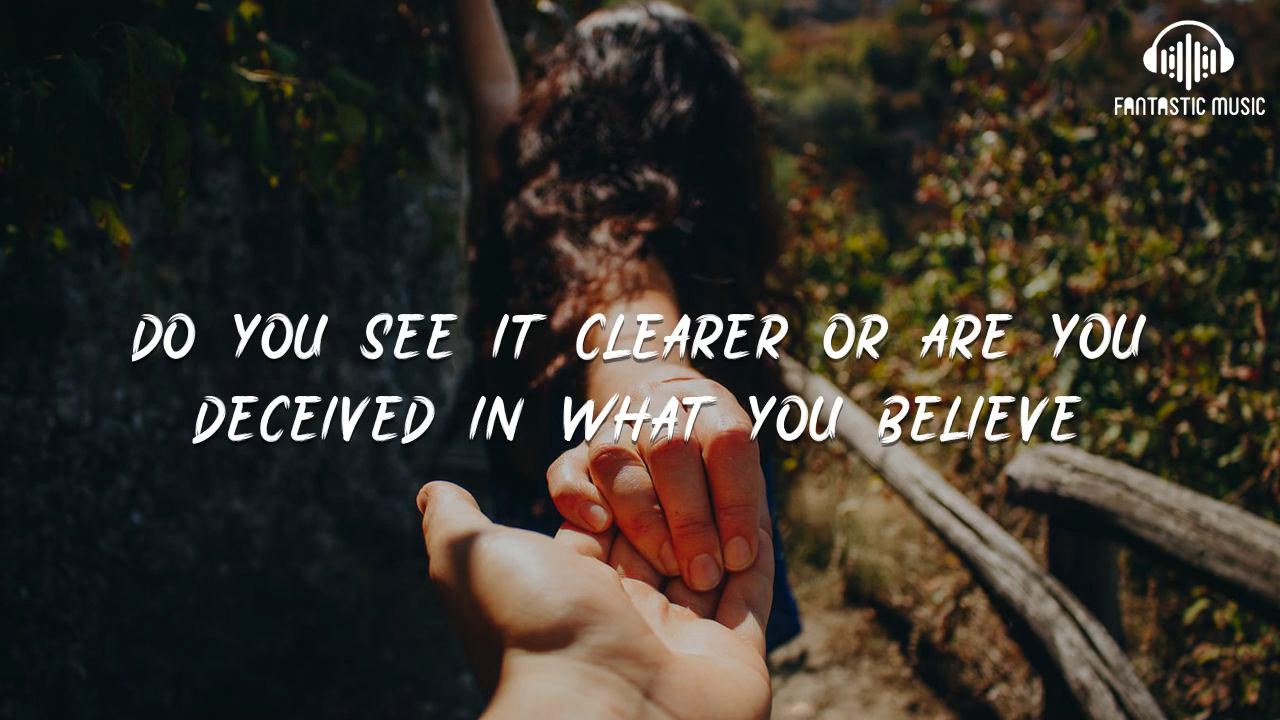 FANTASTIC MUSIC
DO YOU SEE IT CLEARER OR ARE YOU
DECEIVED IN WHAT YOU BELIEVE